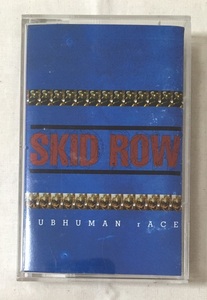 SKID ROW
SUBHUMAN rACE